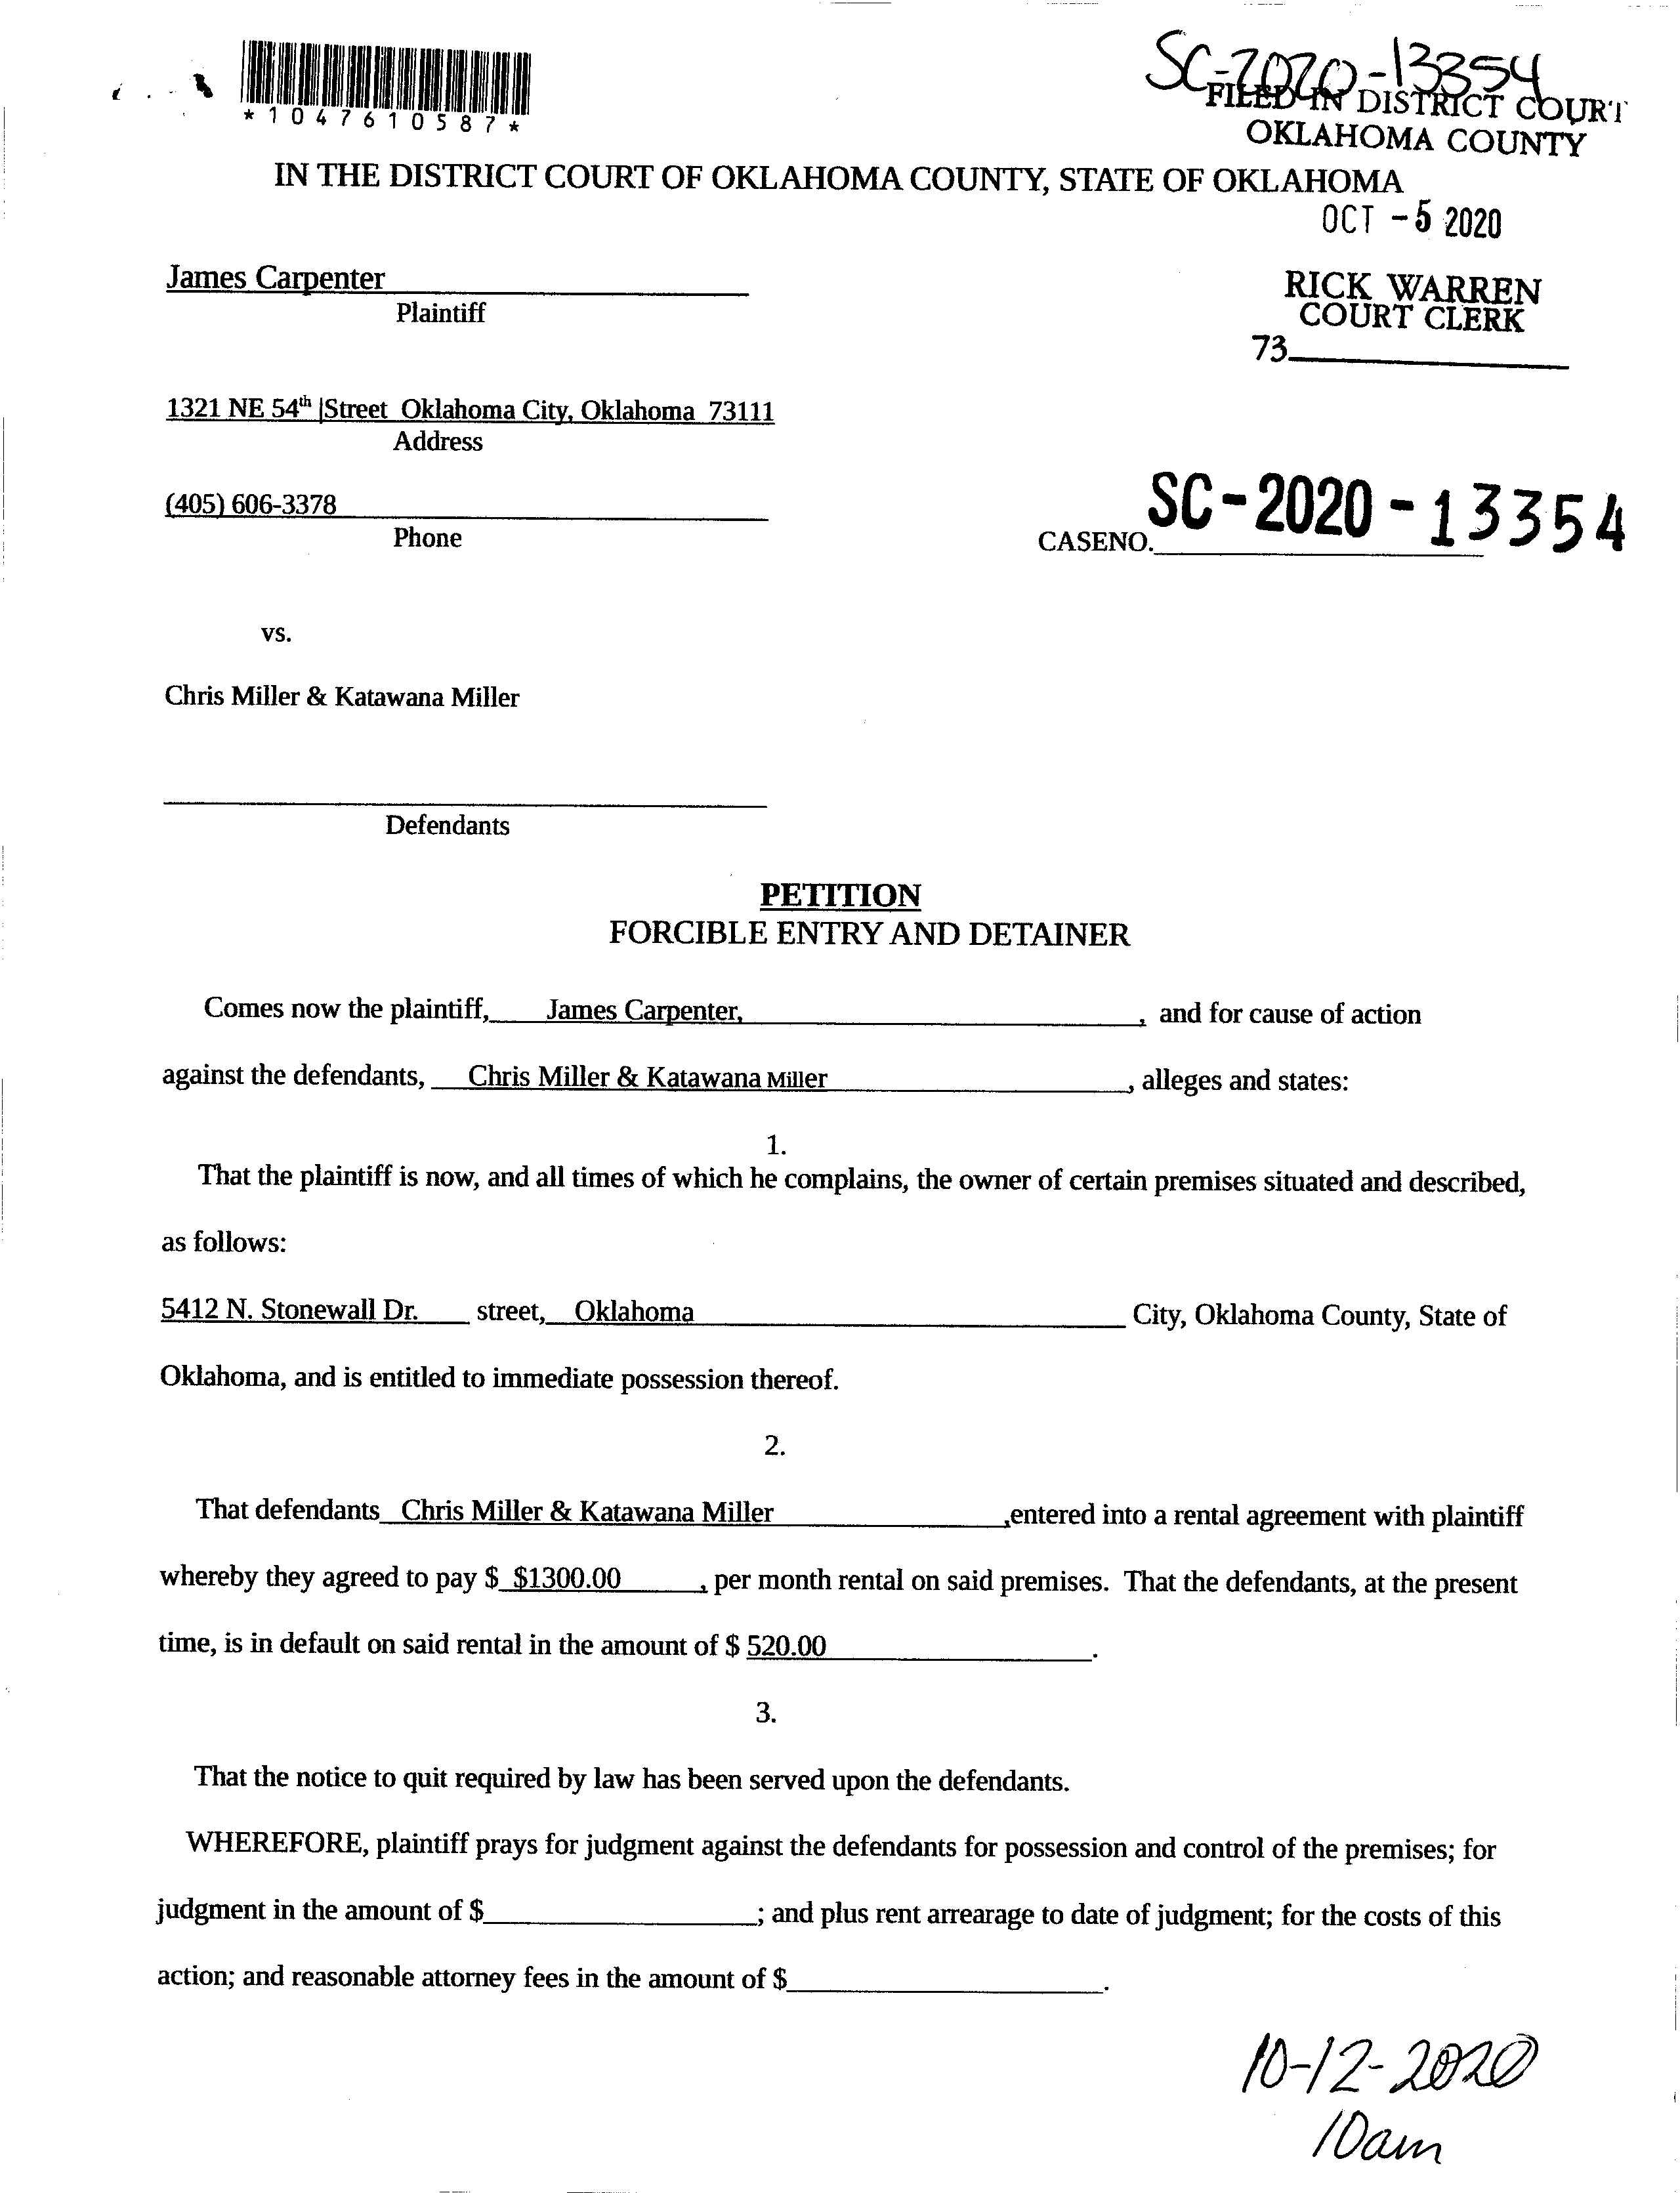 SC-2020-13354
*1047610587*
FILED IN DISTRICT COURT
OKLAHOMA COUNTY
IN THE DISTRICT COURT OF OKLAHOMA COUNTY, STATE OF OKLAHOMA
OCT -5 2020
James Carpenter
Plaintiff
RICK WARREN
COURT CLERK
73
1321 NE 54th |Street Oklahoma City, Oklahoma 73111
Address
(405) 606-3378
Phone
SC-2020-13354
CASENO.
vs.
Chris Miller & Katawana Miller
Defendants
PETITION
FORCIBLE ENTRY AND DETAINER
Comes now the plaintiff, James Carpenter, , and for cause of action
against the defendants, Chris Miller & Katawana Miller , alleges and states:
1.
That the plaintiff is now, and all times of which he complains, the owner of certain premises situated and described,
as follows:
5412 N. Stonewall Dr. street, Oklahoma City, Oklahoma County, State of
Oklahoma, and is entitled to immediate possession thereof.
2.
That defendants Chris Miller & Katawana Miller ,entered into a rental agreement with plaintiff
whereby they agreed to pay $ $1300.00 , per month rental on said premises. That the defendants, at the present
time, is in default on said rental in the amount of $ 520.00 .
3.
That the notice to quit required by law has been served upon the defendants.
WHEREFORE, plaintiff prays for judgment against the defendants for possession and control of the premises; for
judgment in the amount of $ ; and plus rent arrearage to date of judgment; for the costs of this
action; and reasonable attorney fees in the amount of $ .
10-12-2020
10am